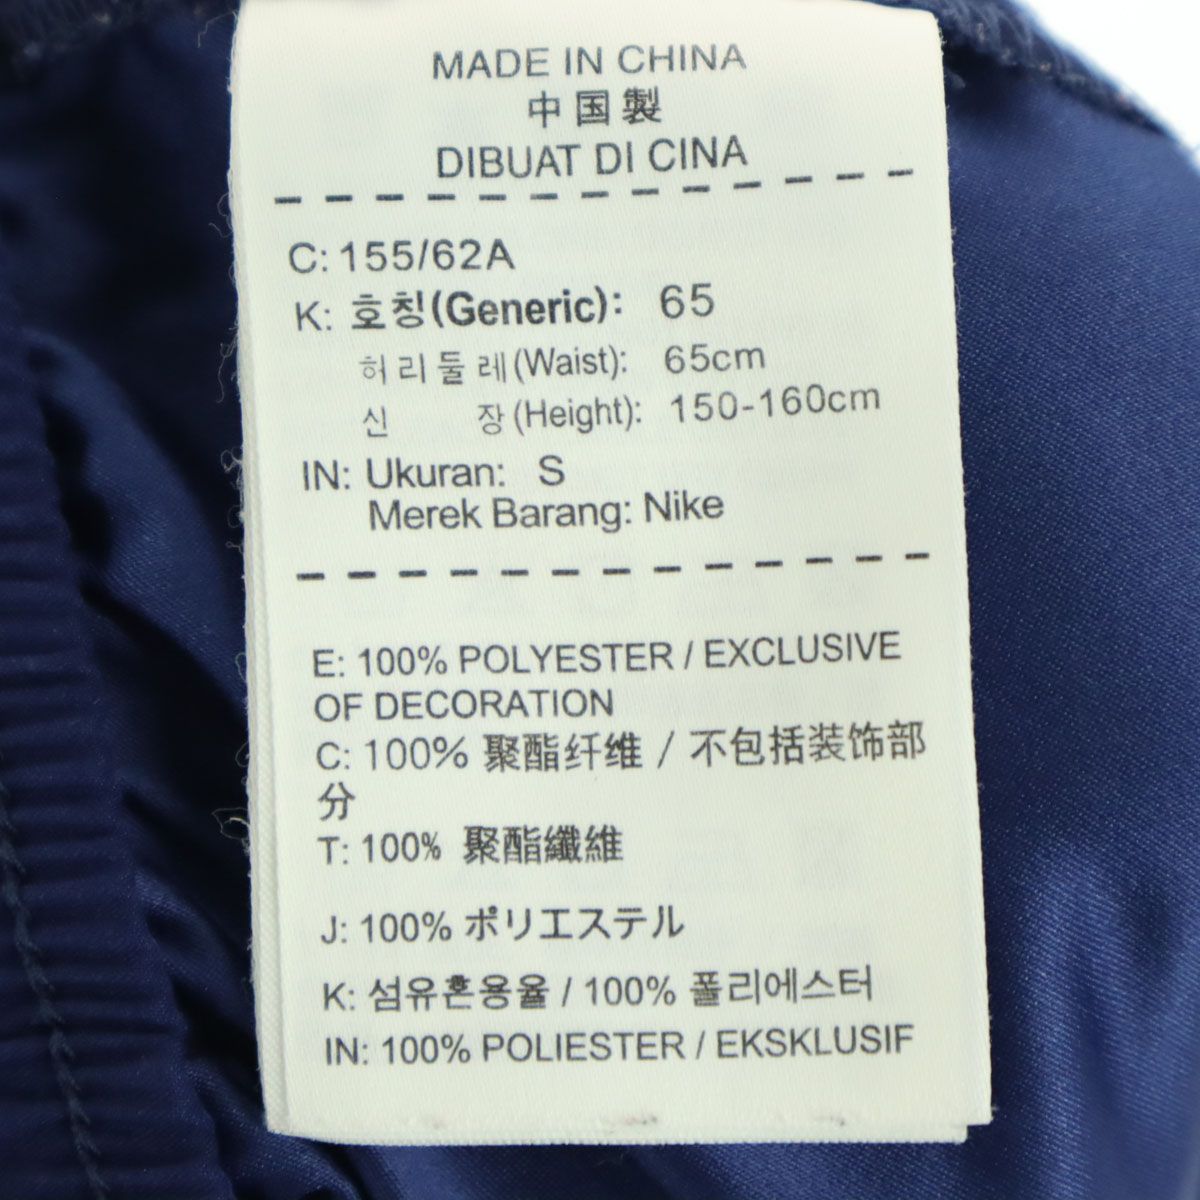 MADE IN CHINA
中国製
DIBUAT DI CINA
C: 155/62A
K: 호칭(Generic): 65
허리둘레(Waist): 65cm
신 장(Height): 150-160cm
IN: Ukuran: S
Merek Barang: Nike
E: 100% POLYESTER / EXCLUSIVE
OF DECORATION
C: 100% 聚酯纤维 / 不包括装饰部
分
T: 100% 聚酯纖維
J: 100% ポリエステル
K: 섬유혼용율 / 100% 폴리에스터
IN: 100% POLIESTER / EKSKLUSIF